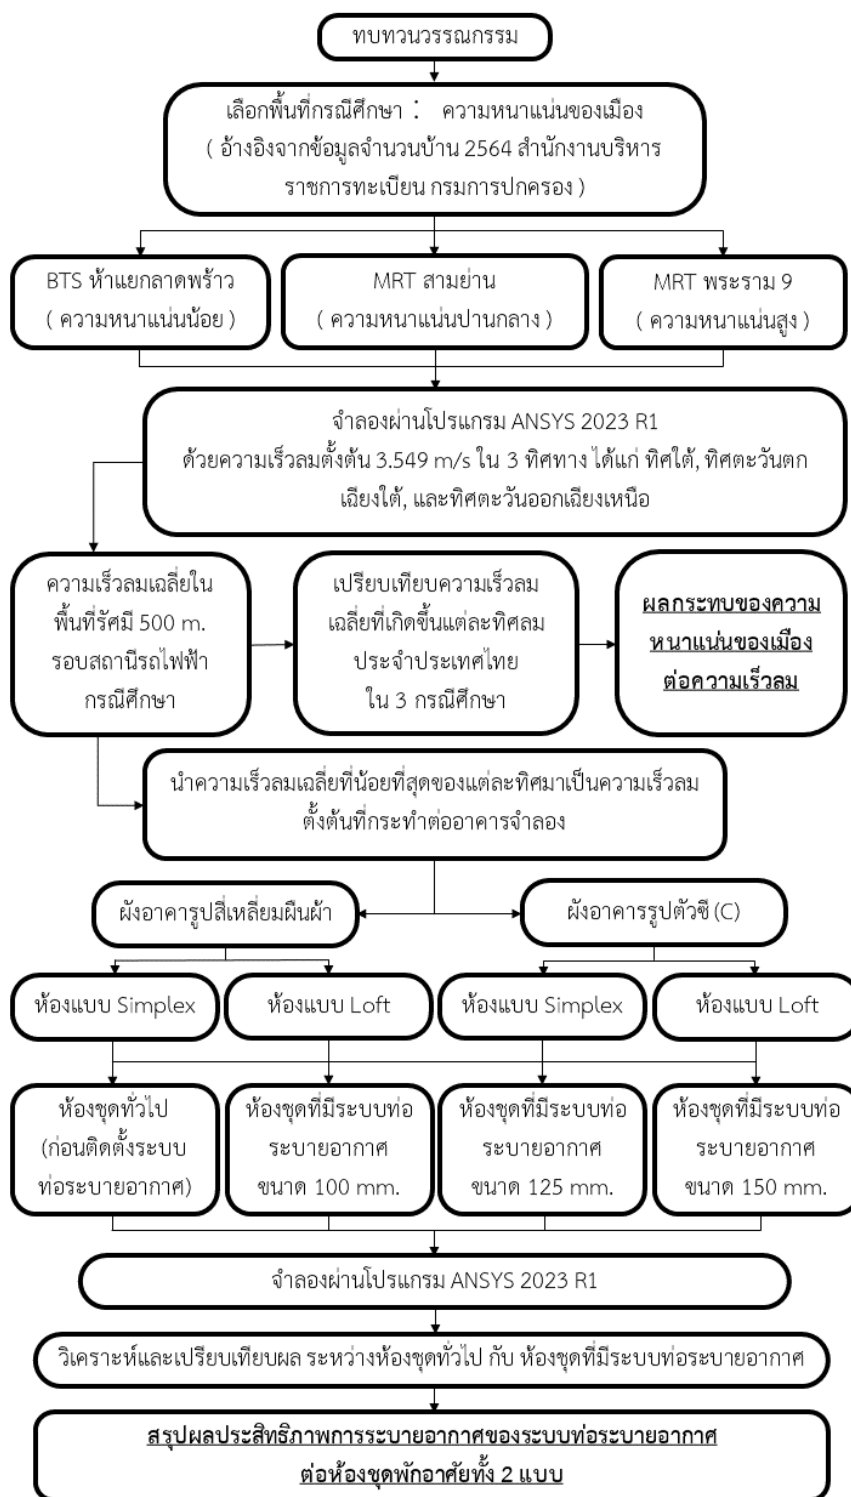 ทบทวนวรรณกรรม
เลือกพื้นที่กรณีศึกษา : ความหนาแน่นของเมือง
( อ้างอิงจากข้อมูลจำนวนบ้าน 2564 สำนักงานบริหาร
ราชการทะเบียน กรมการปกครอง )
BTS ห้าแยกลาดพร้าว
( ความหนาแน่นน้อย )
MRT สามย่าน
( ความหนาแน่นปานกลาง )
MRT พระราม 9
( ความหนาแน่นสูง )
จำลองผ่านโปรแกรม ANSYS 2023 R1
ด้วยความเร็วลมตั้งต้น 3.549 m/s ใน 3 ทิศทาง ได้แก่ ทิศใต้, ทิศตะวันตก
เฉียงใต้, และทิศตะวันออกเฉียงเหนือ
ความเร็วลมเฉลี่ยใน
พื้นที่รัศมี 500 m.
รอบสถานีรถไฟฟ้า
กรณีศึกษา
เปรียบเทียบความเร็วลม
เฉลี่ยที่เกิดขึ้นแต่ละทิศลม
ประจำประเทศไทย
ใน 3 กรณีศึกษา
ผลกระทบของความ
หนาแน่นของเมือง
ต่อความเร็วลม
นำความเร็วลมเฉลี่ยที่น้อยที่สุดของแต่ละทิศมาเป็นความเร็วลม
ตั้งต้นที่กระทำต่ออาคารจำลอง
ผังอาคารูปสี่เหลี่ยมผืนผ้า
ผังอาคารรูปตัวซี (C)
ห้องแบบ Simplex
ห้องแบบ Loft
ห้องแบบ Simplex
ห้องแบบ Loft
ห้องชุดทั่วไป
(ก่อนติดตั้งระบบ
ท่อระบายอากาศ)
ห้องชุดที่มีระบบท่อ
ระบายอากาศ
ขนาด 100 mm.
ห้องชุดที่มีระบบท่อ
ระบายอากาศ
ขนาด 125 mm.
ห้องชุดที่มีระบบท่อ
ระบายอากาศ
ขนาด 150 mm.
จำลองผ่านโปรแกรม ANSYS 2023 R1
วิเคราะห์และเปรียบเทียบผล ระหว่างห้องชุดทั่วไป กับ ห้องชุดที่มีระบบท่อระบายอากาศ
สรุปผลประสิทธิภาพการระบายอากาศของระบบท่อระบายอากาศ
ต่อห้องชุดพักอาศัยทั้ง 2 แบบ